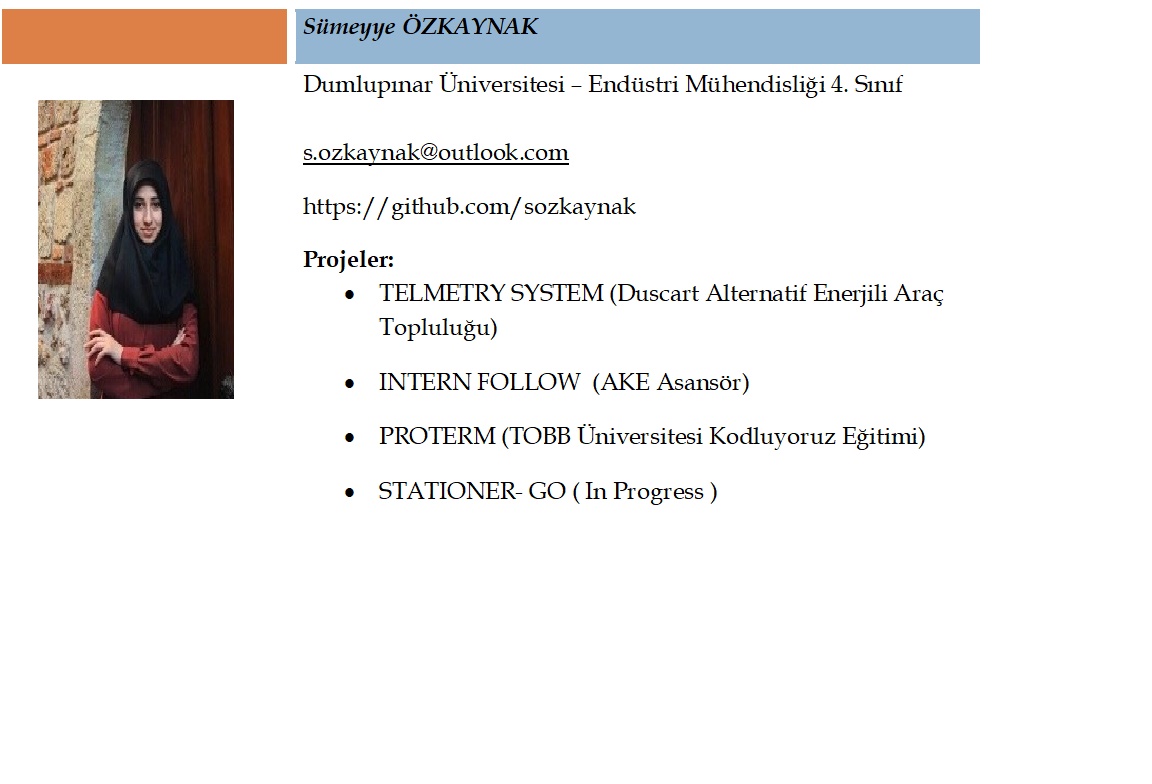 Sümeyye ÖZKAYNAK
Dumlupınar Üniversitesi – Endüstri Mühendisliği 4. Sınıf
s.ozkaynak@outlook.com
https://github.com/sozkaynak
Projeler:
• TELMETRY SYSTEM (Duscart Alternatif Enerjili Araç
Topluluğu)
• INTERN FOLLOW (AKE Asansör)
• PROTERM (TOBB Üniversitesi Kodluyoruz Eğitimi)
• STATIONER- GO ( In Progress )